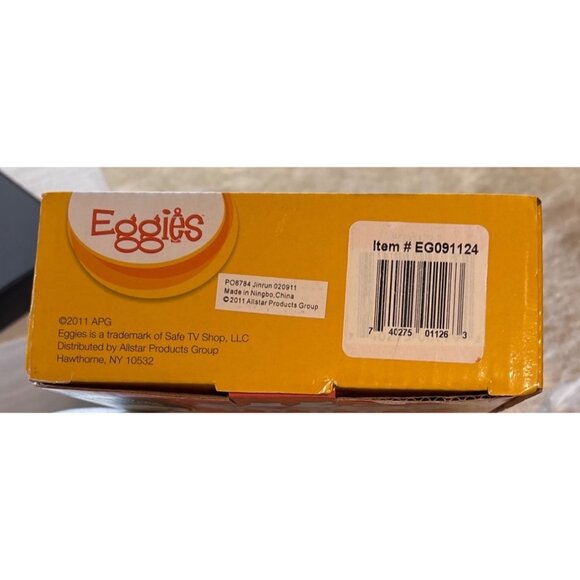 Eggies
Item # EG091124
PO8784 Jinrun 020911
Made in Ningbo,China
©2011 Allstar Products Group
7 40275 01126 3
©2011 APG
Eggies is a trademark of Safe TV Shop, LLC
Distributed by Allstar Products Group
Hawthorne, NY 10532